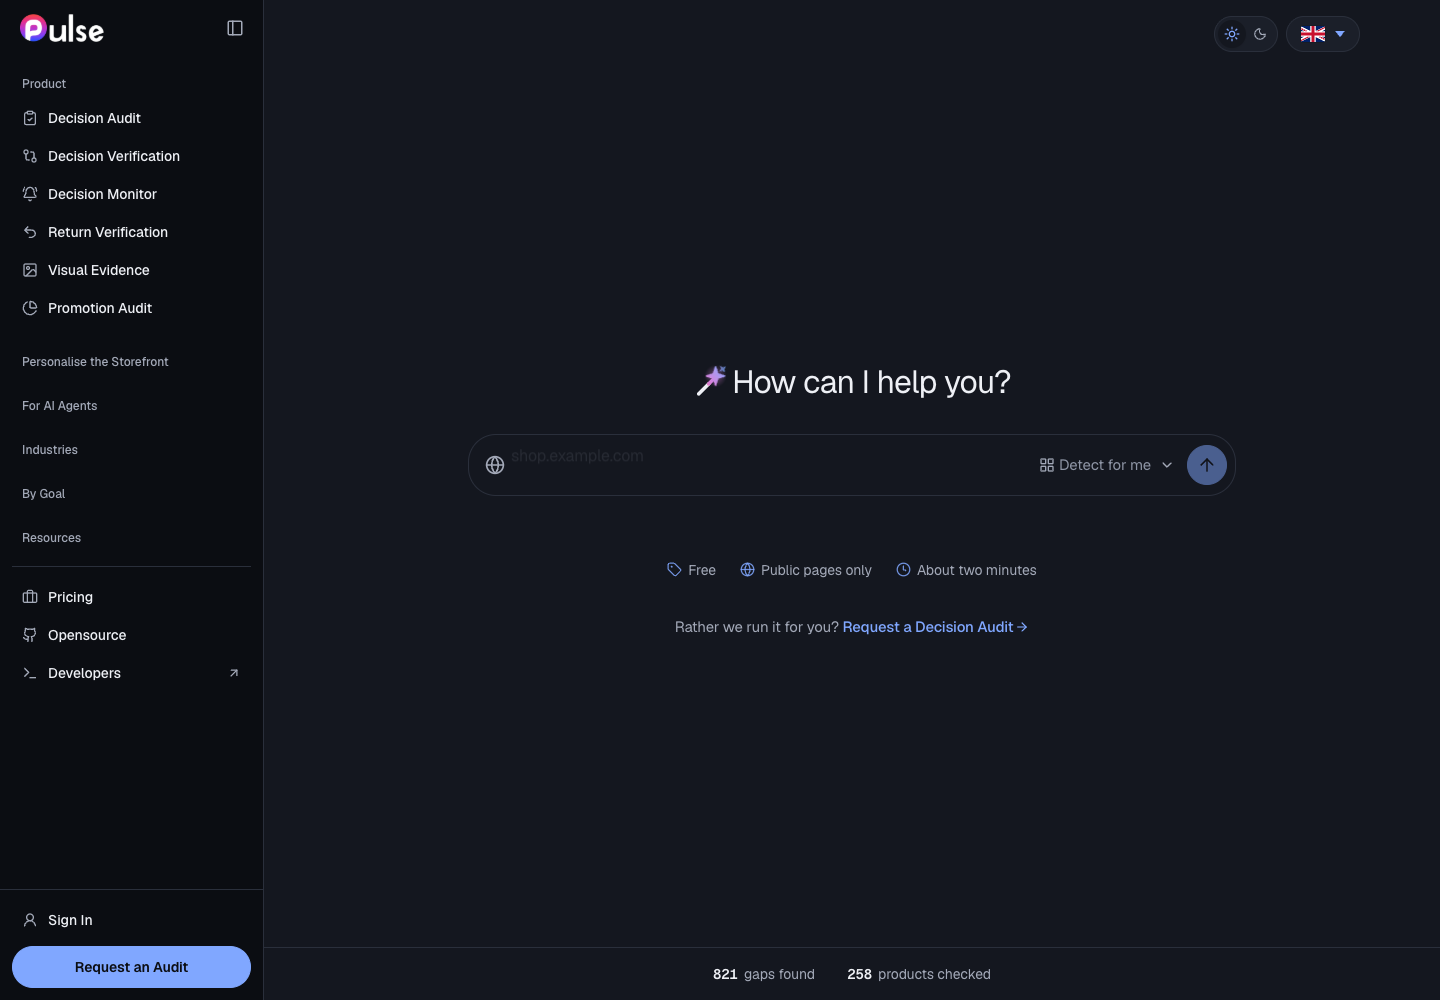 Pulse
Product
Decision Audit
Decision Verification
Decision Monitor
Return Verification
Visual Evidence
Promotion Audit
Personalise the Storefront
For AI Agents
Industries
By Goal
Resources
Pricing
Opensource
Developers
Sign In
Request an Audit
How can I help you?
shop.example.com
Detect for me
Free
Public pages only
About two minutes
Rather we run it for you? Request a Decision Audit
821 gaps found
258 products checked